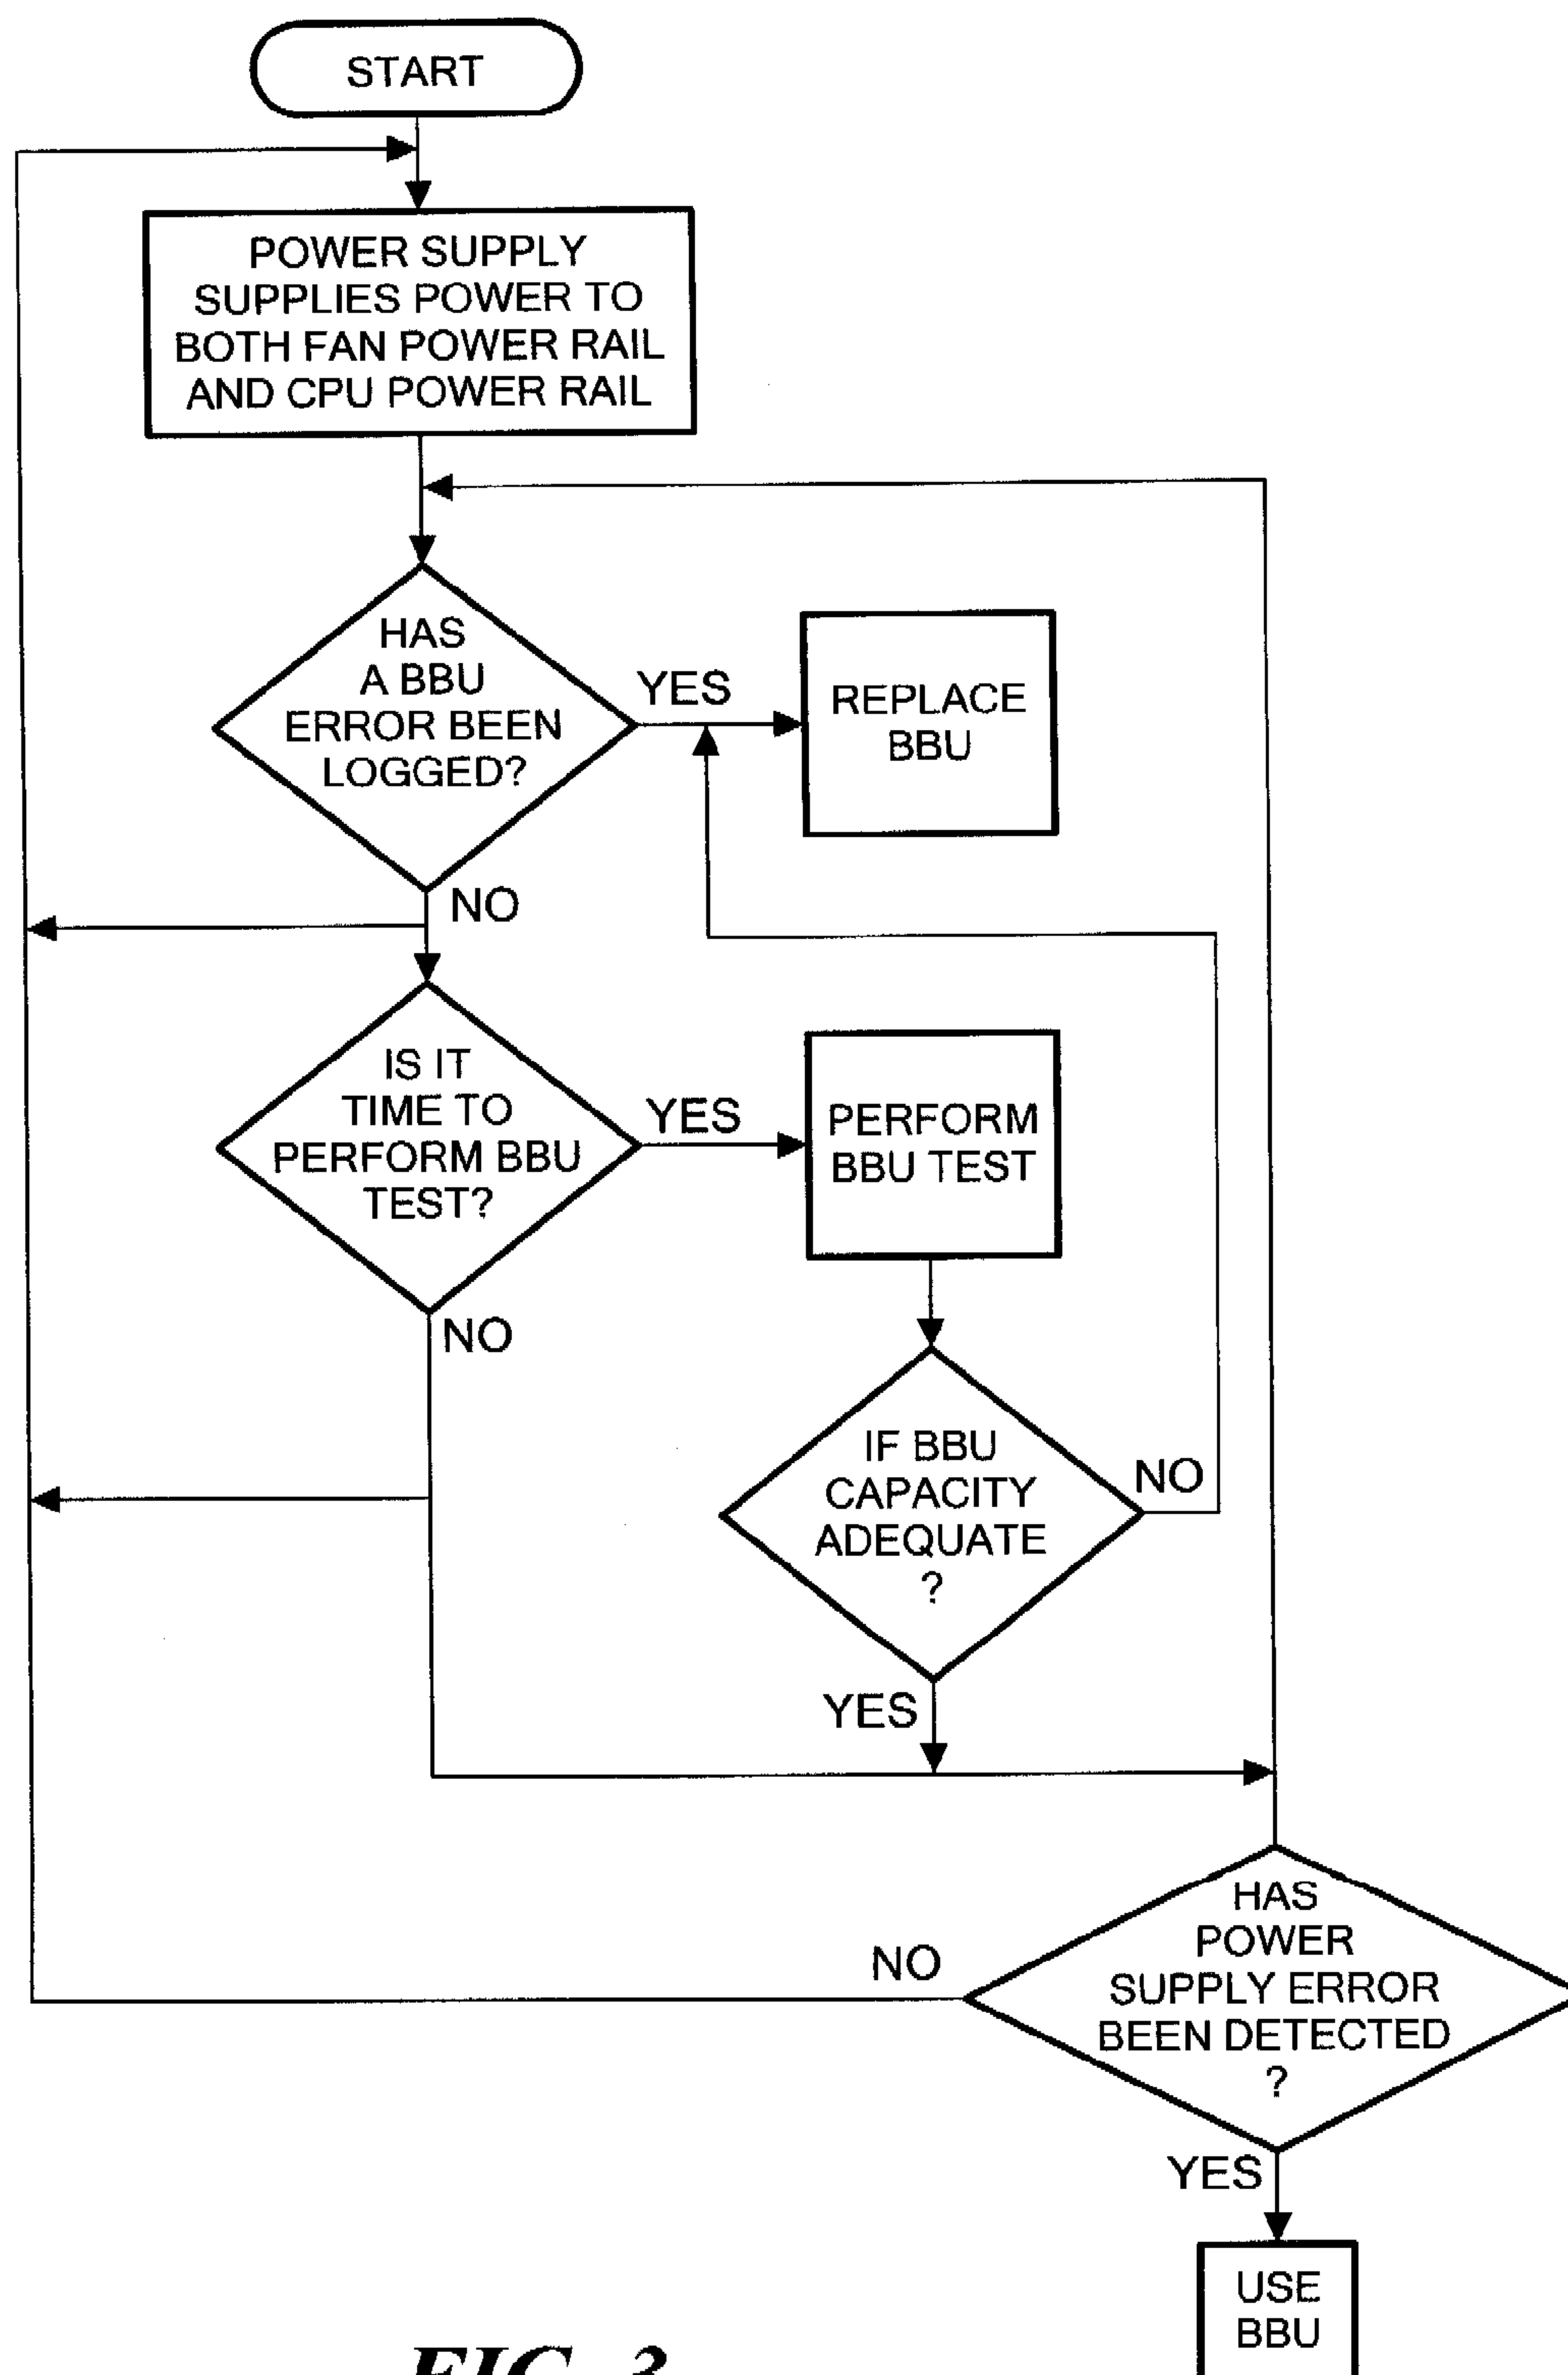 START
POWER SUPPLY
SUPPLIES POWER TO
BOTH FAN POWER RAIL
AND CPU POWER RAIL
HAS
A BBU
ERROR BEEN
LOGGED?
YES
REPLACE
BBU
NO
IS IT
TIME TO
PERFORM BBU
TEST?
YES
PERFORM
BBU TEST
NO
IF BBU
CAPACITY
ADEQUATE
?
NO
YES
HAS
POWER
SUPPLY ERROR
BEEN DETECTED
?
NO
YES
USE
BBU
FIG. 3